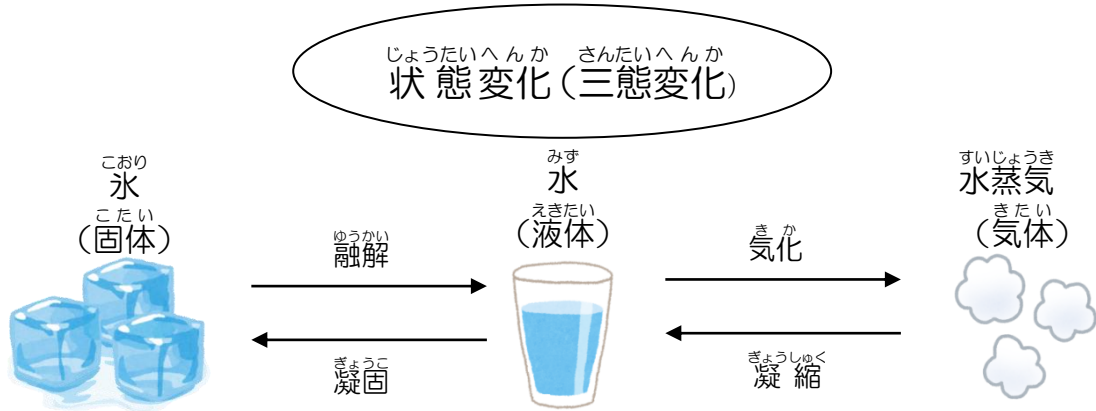 じょうたいへんか さんたいへんか
状態変化(三態変化)
こおり
氷
こたい
(固体)
みず
水
えきたい
(液体)
すいじょうき
水蒸気
きたい
(気体)
ゆうかい
融解
きか
気化
ぎょうこ
凝固
ぎょうしゅく
凝縮